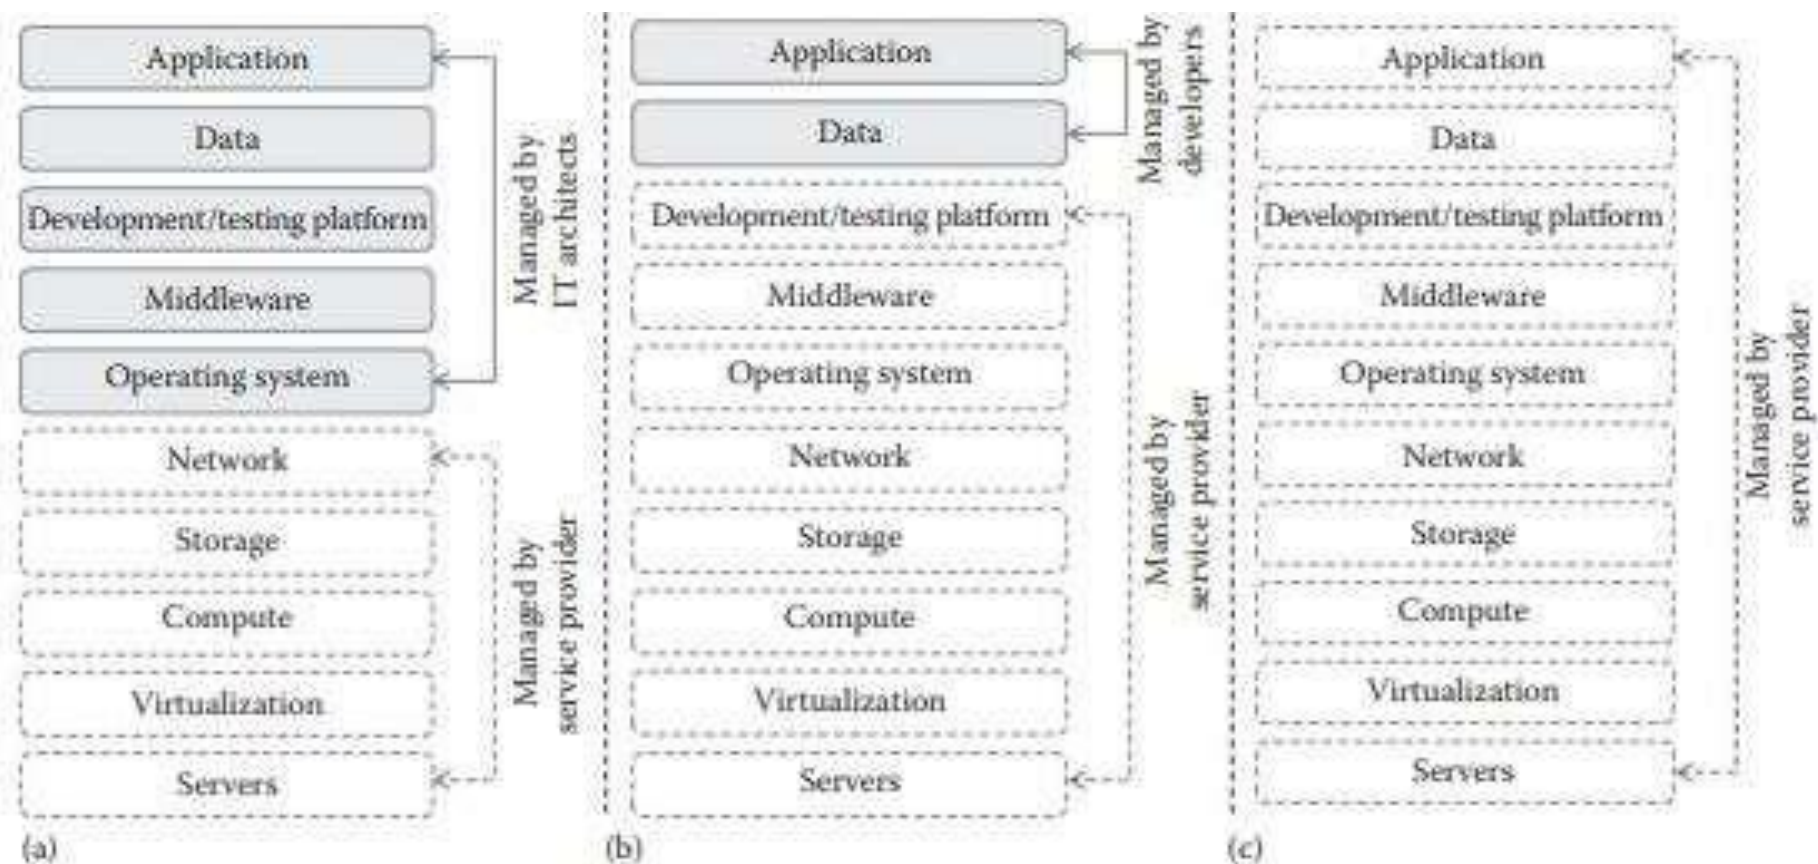 Application
Data
Development/testing platform
Middleware
Operating system
Network
Storage
Compute
Virtualization
Servers
Managed by
IT architects
Managed by
service provider
(a)
Application
Data
Development/testing platform
Middleware
Operating system
Network
Storage
Compute
Virtualization
Servers
Managed by
developers
Managed by
service provider
(b)
Application
Data
Development/testing platform
Middleware
Operating system
Network
Storage
Compute
Virtualization
Servers
Managed by
service provider
(c)